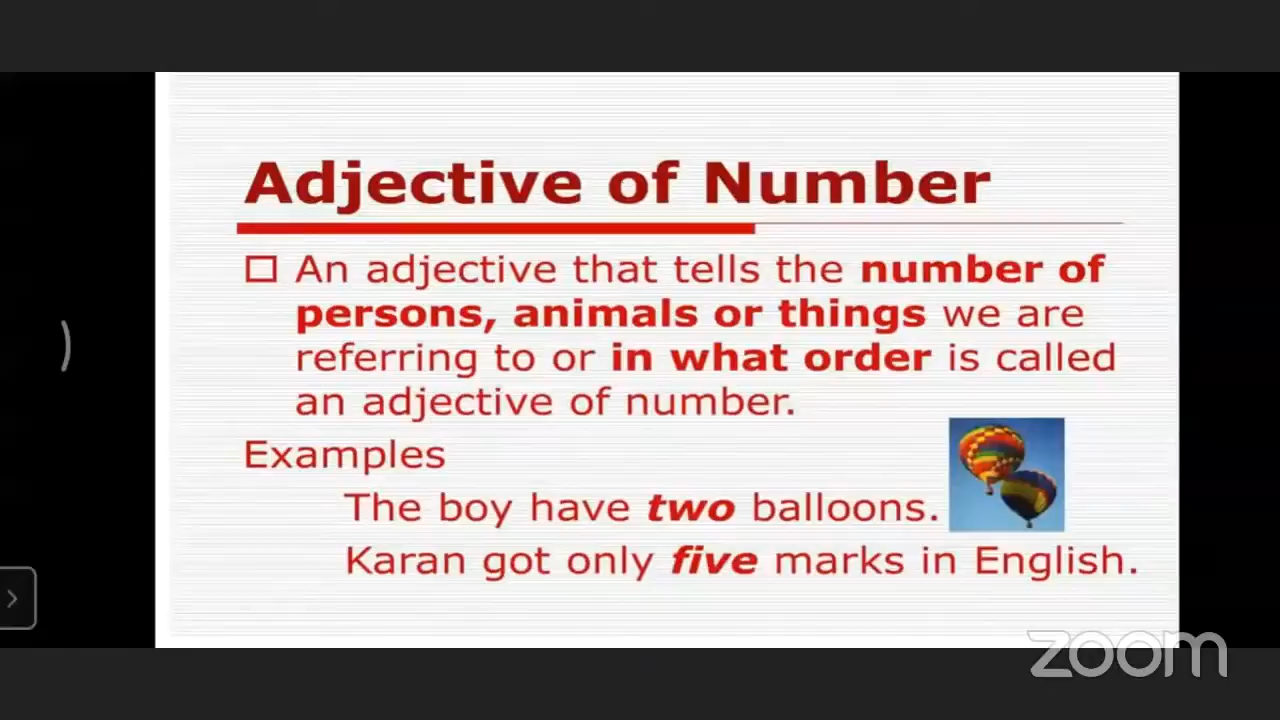 Adjective of Number
An adjective that tells the number of
persons, animals or things we are
referring to or in what order is called
an adjective of number.
Examples
The boy have two balloons.
Karan got only five marks in English.
zoom